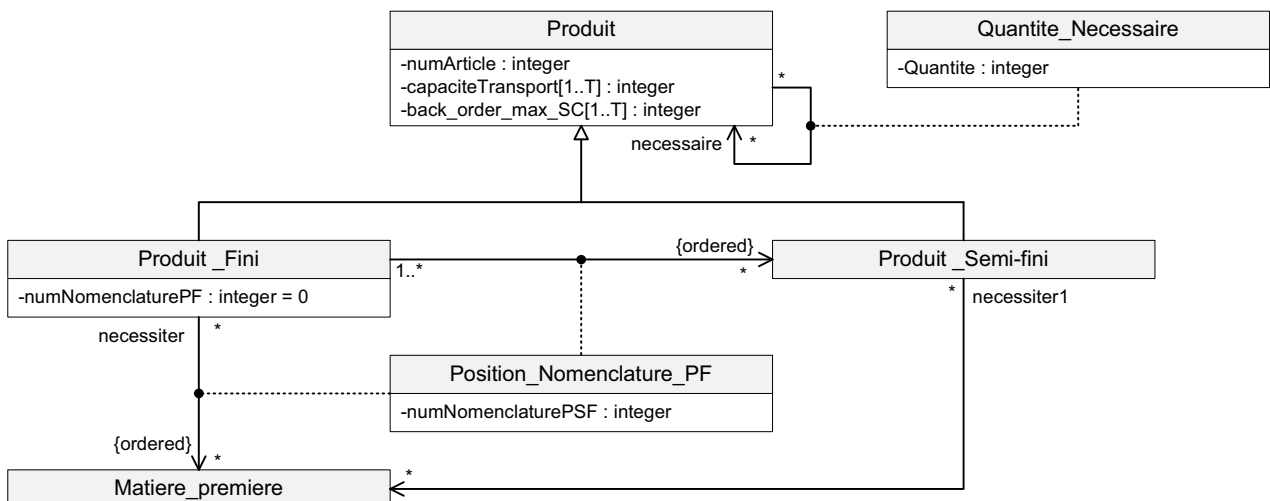 Produit
-numArticle : integer
-capaciteTransport[1..T] : integer
-back_order_max_SC[1..T] : integer
Quantite_Necessaire
-Quantite : integer
*
necessaire
*
Produit _Fini
-numNomenclaturePF : integer = 0
1..*
{ordered}
*
Produit _Semi-fini
necessiter
*
*
necessiter1
Position_Nomenclature_PF
-numNomenclaturePSF : integer
{ordered}
*
*
Matiere_premiere